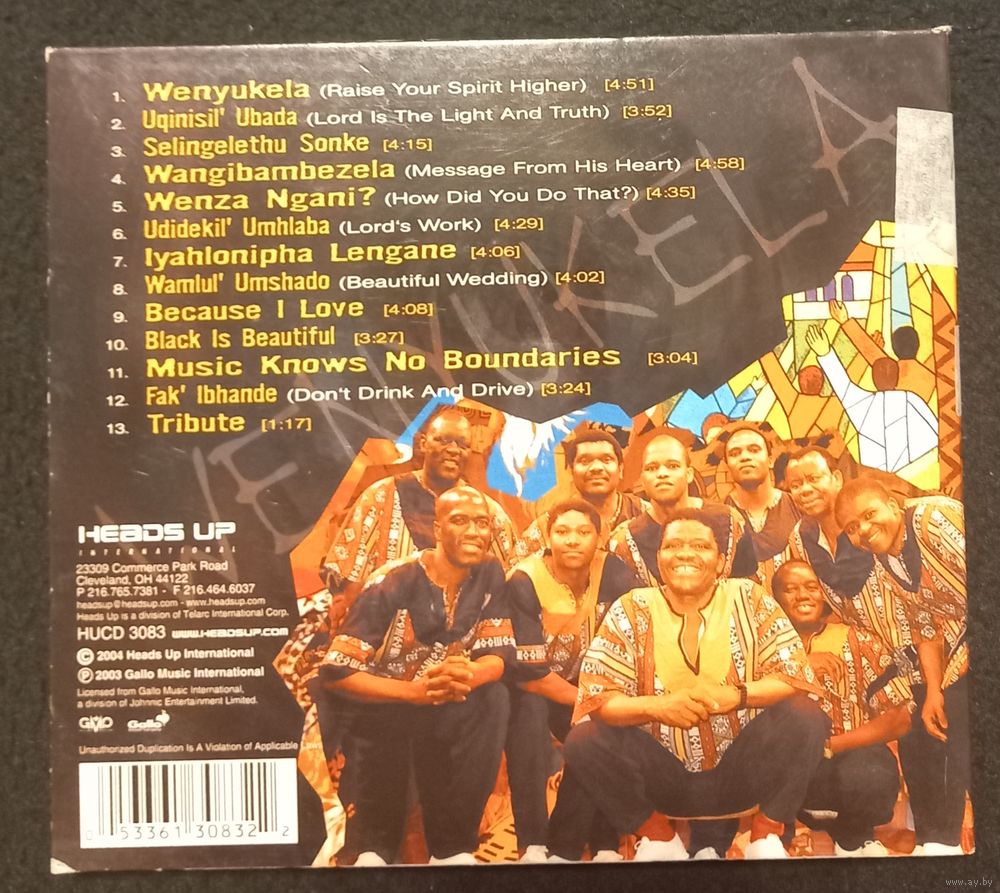 1. Wenyukela (Raise Your Spirit Higher) [4:51]
2. Uqinisil' Ubada (Lord Is The Light And Truth) [3:52]
3. Selingelethu Sonke [4:15]
4. Wangibambezela (Message From His Heart) [4:58]
5. Wenza Ngani? (How Did You Do That?) [4:35]
6. Udidekil' Umhlaba (Lord's Work) [4:29]
7. Iyahlonipha Lengane [4:06]
8. Wamlul' Umshado (Beautiful Wedding) [4:02]
9. Because I Love [4:08]
10. Black Is Beautiful [3:27]
11. Music Knows No Boundaries [3:04]
12. Fak' Ibhande (Don't Drink And Drive) [3:24]
13. Tribute [1:17]
WENYUKELA
HEADS UP
INTERNATIONAL
23309 Commerce Park Road
Cleveland, OH 44122
P 216.765.7381 - F 216.464.6037
headsup@headsup.com - www.headsup.com
Heads Up is a division of Telarc International Corp.
HUCD 3083 www.HEADSUP.com
© 2004 Heads Up International
℗ 2003 Gallo Music International
Licensed from Gallo Music International,
a division of Johnnic Entertainment Limited.
GMO Gallo
Unauthorized Duplication Is A Violation of Applicable Laws
0 53361 30832 2
www.ay.by